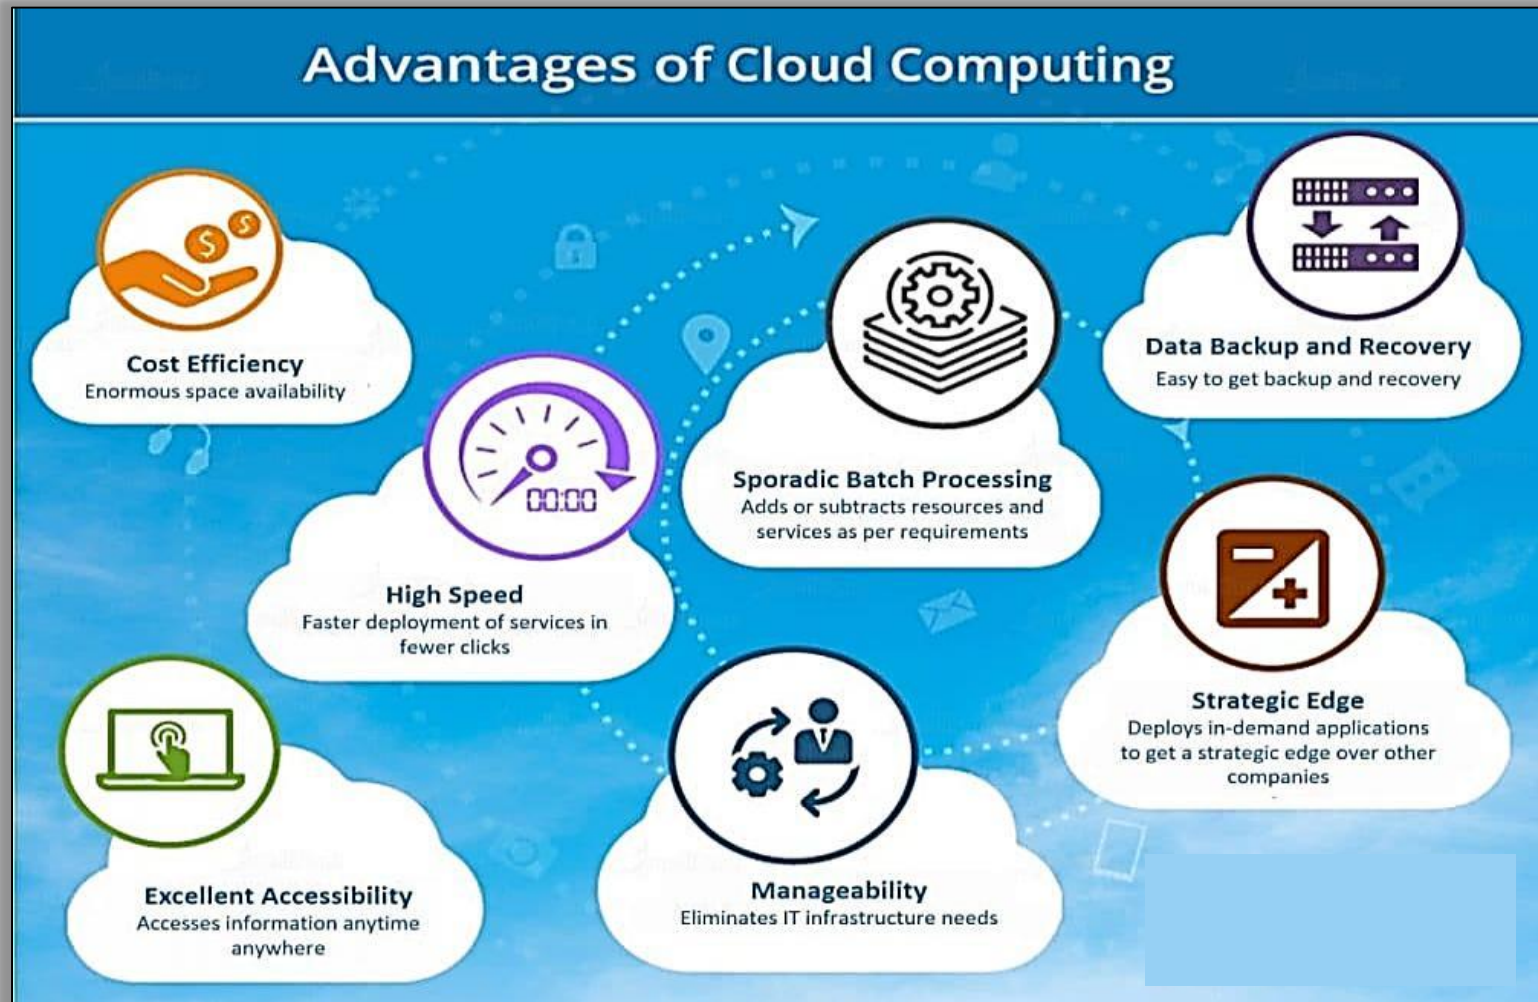 Advantages of Cloud Computing
Cost Efficiency
Enormous space availability
Data Backup and Recovery
Easy to get backup and recovery
Sporadic Batch Processing
Adds or subtracts resources and
services as per requirements
00:00
High Speed
Faster deployment of services in
fewer clicks
Strategic Edge
Deploys in-demand applications
to get a strategic edge over other
companies
Excellent Accessibility
Accesses information anytime
anywhere
Manageability
Eliminates IT infrastructure needs